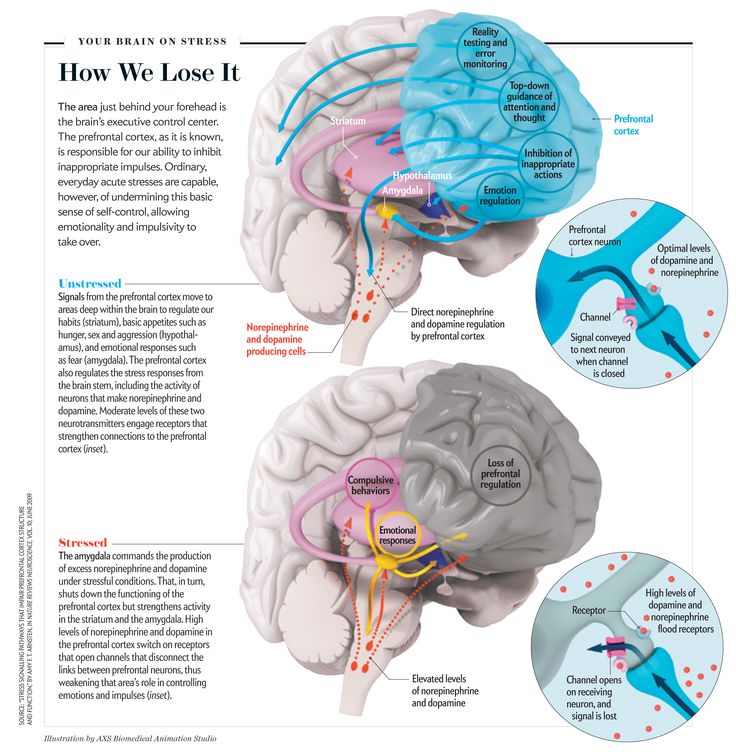 YOUR BRAIN ON STRESS
How We Lose It
The area just behind your forehead is
the brain's executive control center.
The prefrontal cortex, as it is known,
is responsible for our ability to inhibit
inappropriate impulses. Ordinary,
everyday acute stresses are capable,
however, of undermining this basic
sense of self-control, allowing
emotionality and impulsivity to
take over.
Reality
testing and
error
monitoring
Top-down
guidance of
attention and
thought
Prefrontal
cortex
Striatum
Inhibition of
inappropriate
actions
Hypothalamus
Amygdala
Emotion
regulation
Unstressed
Signals from the prefrontal cortex move to
areas deep within the brain to regulate our
habits (striatum), basic appetites such as
hunger, sex and aggression (hypothal-
amus), and emotional responses such
as fear (amygdala). The prefrontal cortex
also regulates the stress responses from
the brain stem, including the activity of
neurons that make norepinephrine and
dopamine. Moderate levels of these two
neurotransmitters engage receptors that
strengthen connections to the prefrontal
cortex (inset).
Norepinephrine
and dopamine
producing cells
Direct norepinephrine
and dopamine regulation
by prefrontal cortex
Prefrontal
cortex neuron
Optimal levels
of dopamine and
norepinephrine
Channel
Signal conveyed
to next neuron
when channel
is closed
Stressed
The amygdala commands the production
of excess norepinephrine and dopamine
under stressful conditions. That, in turn,
shuts down the functioning of the
prefrontal cortex but strengthens activity
in the striatum and the amygdala. High
levels of norepinephrine and dopamine in
the prefrontal cortex switch on receptors
that open channels that disconnect the
links between prefrontal neurons, thus
weakening that area's role in controlling
emotions and impulses (inset).
Compulsive
behaviors
Emotional
responses
Loss of
prefrontal
regulation
Elevated levels
of norepinephrine
and dopamine
Receptor
High levels of
dopamine and
norepinephrine
flood receptors
Channel opens
on receiving
neuron, and
signal is lost
SOURCE: "STRESS SIGNALLING PATHWAYS THAT IMPAIR PREFRONTAL CORTEX STRUCTURE
AND FUNCTION," BY AMY F.T. ARNSTEN, IN NATURE REVIEWS NEUROSCIENCE, VOL. 10; JUNE 2009
Illustration by AXS Biomedical Animation Studio